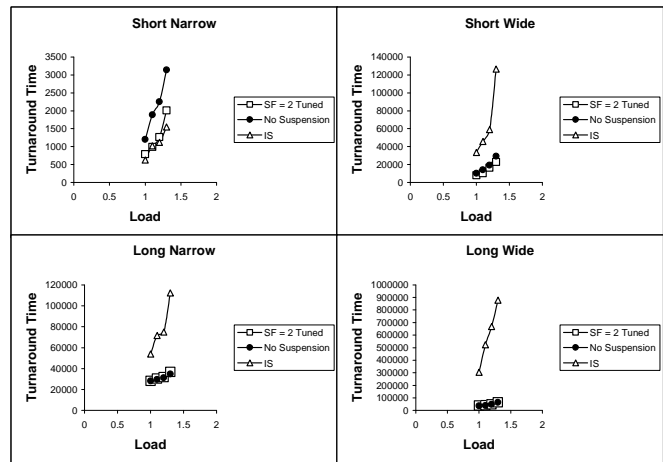 Short Narrow
3500
3000
2500
2000
1500
1000
500
0
0 0.5 1 1.5 2
Turnaround Time
Load
SF = 2 Tuned
No Suspension
IS
Short Wide
140000
120000
100000
80000
60000
40000
20000
0
0 0.5 1 1.5 2
Turnaround Time
Load
SF = 2 Tuned
No Suspension
IS
Long Narrow
120000
100000
80000
60000
40000
20000
0
0 0.5 1 1.5 2
Turnaround Time
Load
SF = 2 Tuned
No Suspension
IS
Long Wide
1000000
900000
800000
700000
600000
500000
400000
300000
200000
100000
0
0 0.5 1 1.5 2
Turnaround Time
Load
SF = 2 Tuned
No Suspension
IS